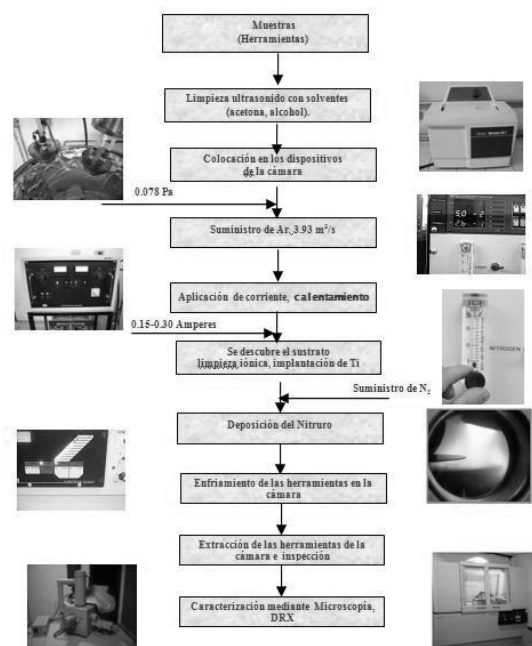 Muestras
(Herramientas)
Limpieza ultrasonido con solventes
(acetona, alcohol).
Colocación en los dispositivos
de la cámara
0.078 Pa
Suministro de Ar. 3.93 m²/s
Aplicación de corriente, calentamiento
0.15-0.30 Amperes
Se descubre el sustrato
limpieza iónica, implantación de Ti
NITROGEN
Suministro de N₂
Deposición del Nitruro
Enfriamiento de las herramientas en la
cámara
Extracción de las herramientas de la
cámara e inspección
Caracterización mediante Microscopia,
DRX